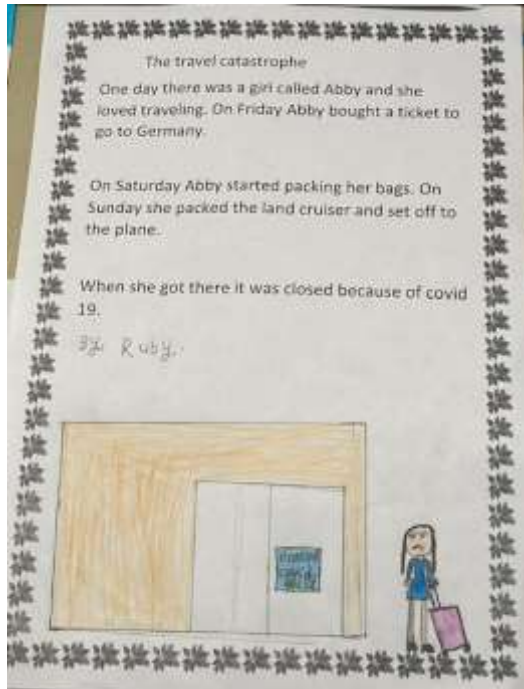 The travel catastrophe
One day there was a girl called Abby and she
loved traveling. On Friday Abby bought a ticket to
go to Germany.
On Saturday Abby started packing her bags. On
Sunday she packed the land cruiser and set off to
the plane.
When she got there it was closed because of covid
19.
By Ruby.